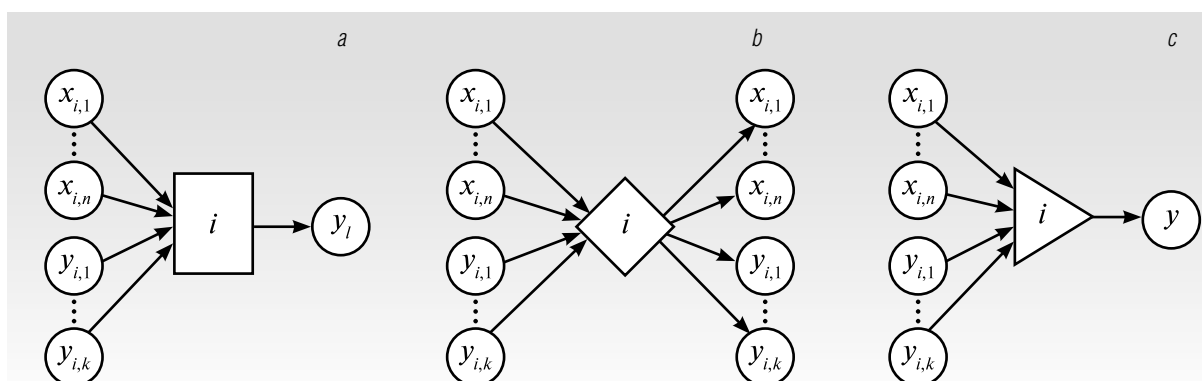 a
x_{i,1}
x_{i,n}
y_{i,1}
y_{i,k}
i
y_l
b
x_{i,1}
x_{i,n}
y_{i,1}
y_{i,k}
i
x_{i,1}
x_{i,n}
y_{i,1}
y_{i,k}
c
x_{i,1}
x_{i,n}
y_{i,1}
y_{i,k}
i
y